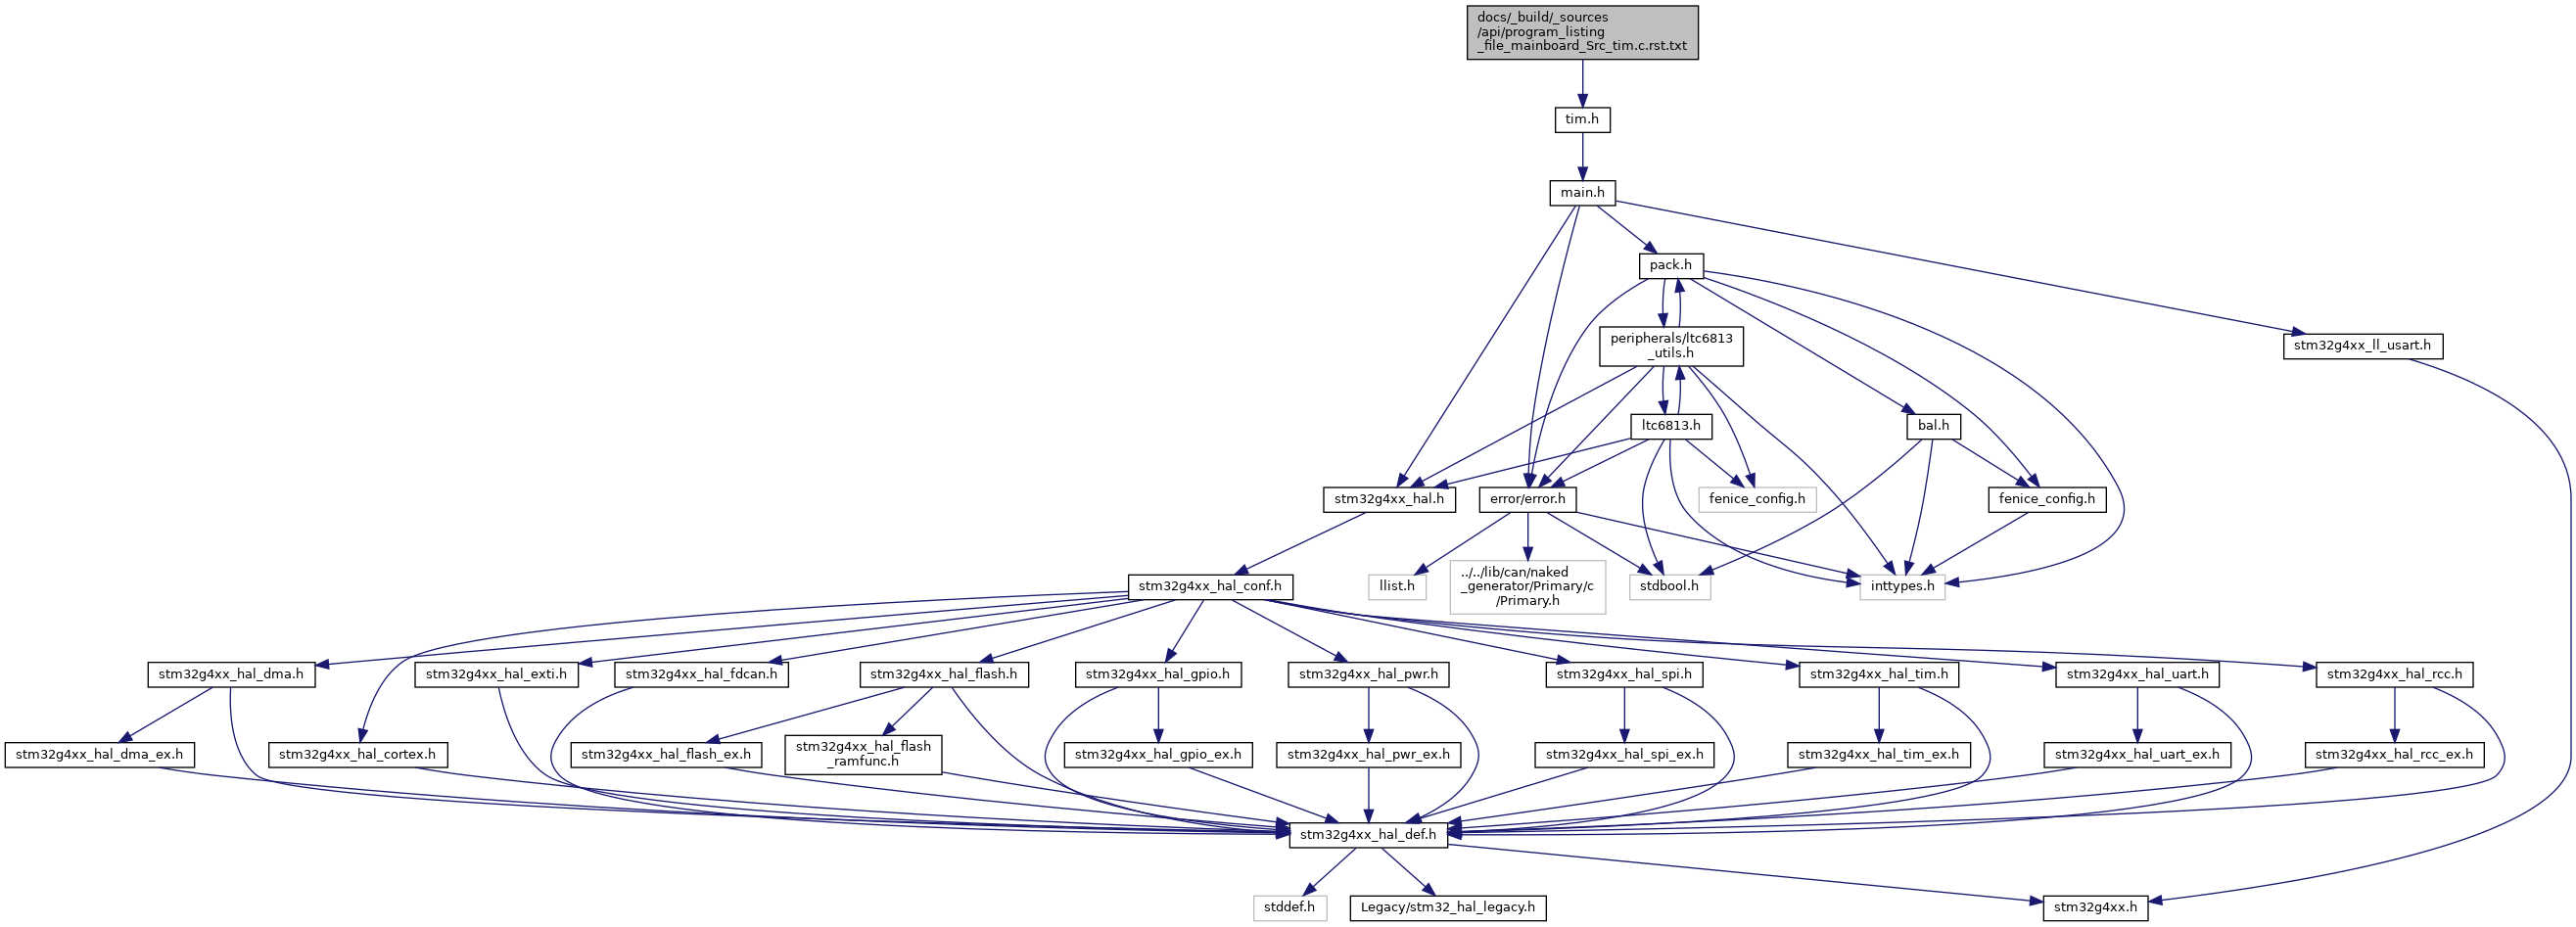 docs/_build/_sources
/api/program_listing
_file_mainboard_Src_tim.c.rst.txt
tim.h
main.h
pack.h
peripherals/ltc6813
_utils.h
stm32g4xx_ll_usart.h
ltc6813.h
bal.h
stm32g4xx_hal.h
error/error.h
fenice_config.h
fenice_config.h
stm32g4xx_hal_conf.h
llist.h
../../lib/can/naked
_generator/Primary/c
/Primary.h
stdbool.h
inttypes.h
stm32g4xx_hal_dma.h
stm32g4xx_hal_exti.h
stm32g4xx_hal_fdcan.h
stm32g4xx_hal_flash.h
stm32g4xx_hal_gpio.h
stm32g4xx_hal_pwr.h
stm32g4xx_hal_spi.h
stm32g4xx_hal_tim.h
stm32g4xx_hal_uart.h
stm32g4xx_hal_rcc.h
stm32g4xx_hal_dma_ex.h
stm32g4xx_hal_cortex.h
stm32g4xx_hal_flash_ex.h
stm32g4xx_hal_flash
_ramfunc.h
stm32g4xx_hal_gpio_ex.h
stm32g4xx_hal_pwr_ex.h
stm32g4xx_hal_spi_ex.h
stm32g4xx_hal_tim_ex.h
stm32g4xx_hal_uart_ex.h
stm32g4xx_hal_rcc_ex.h
stm32g4xx_hal_def.h
stddef.h
Legacy/stm32_hal_legacy.h
stm32g4xx.h